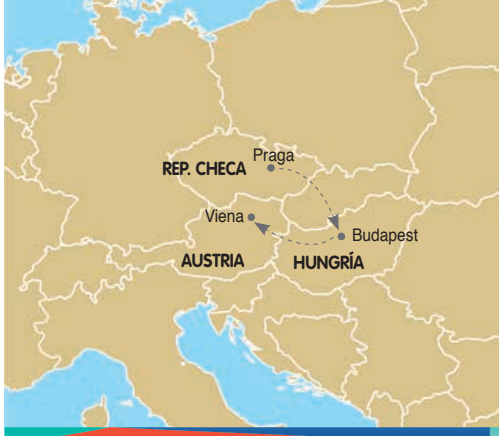 Praga
REP. CHECA
Viena
Budapest
AUSTRIA
HUNGRÍA